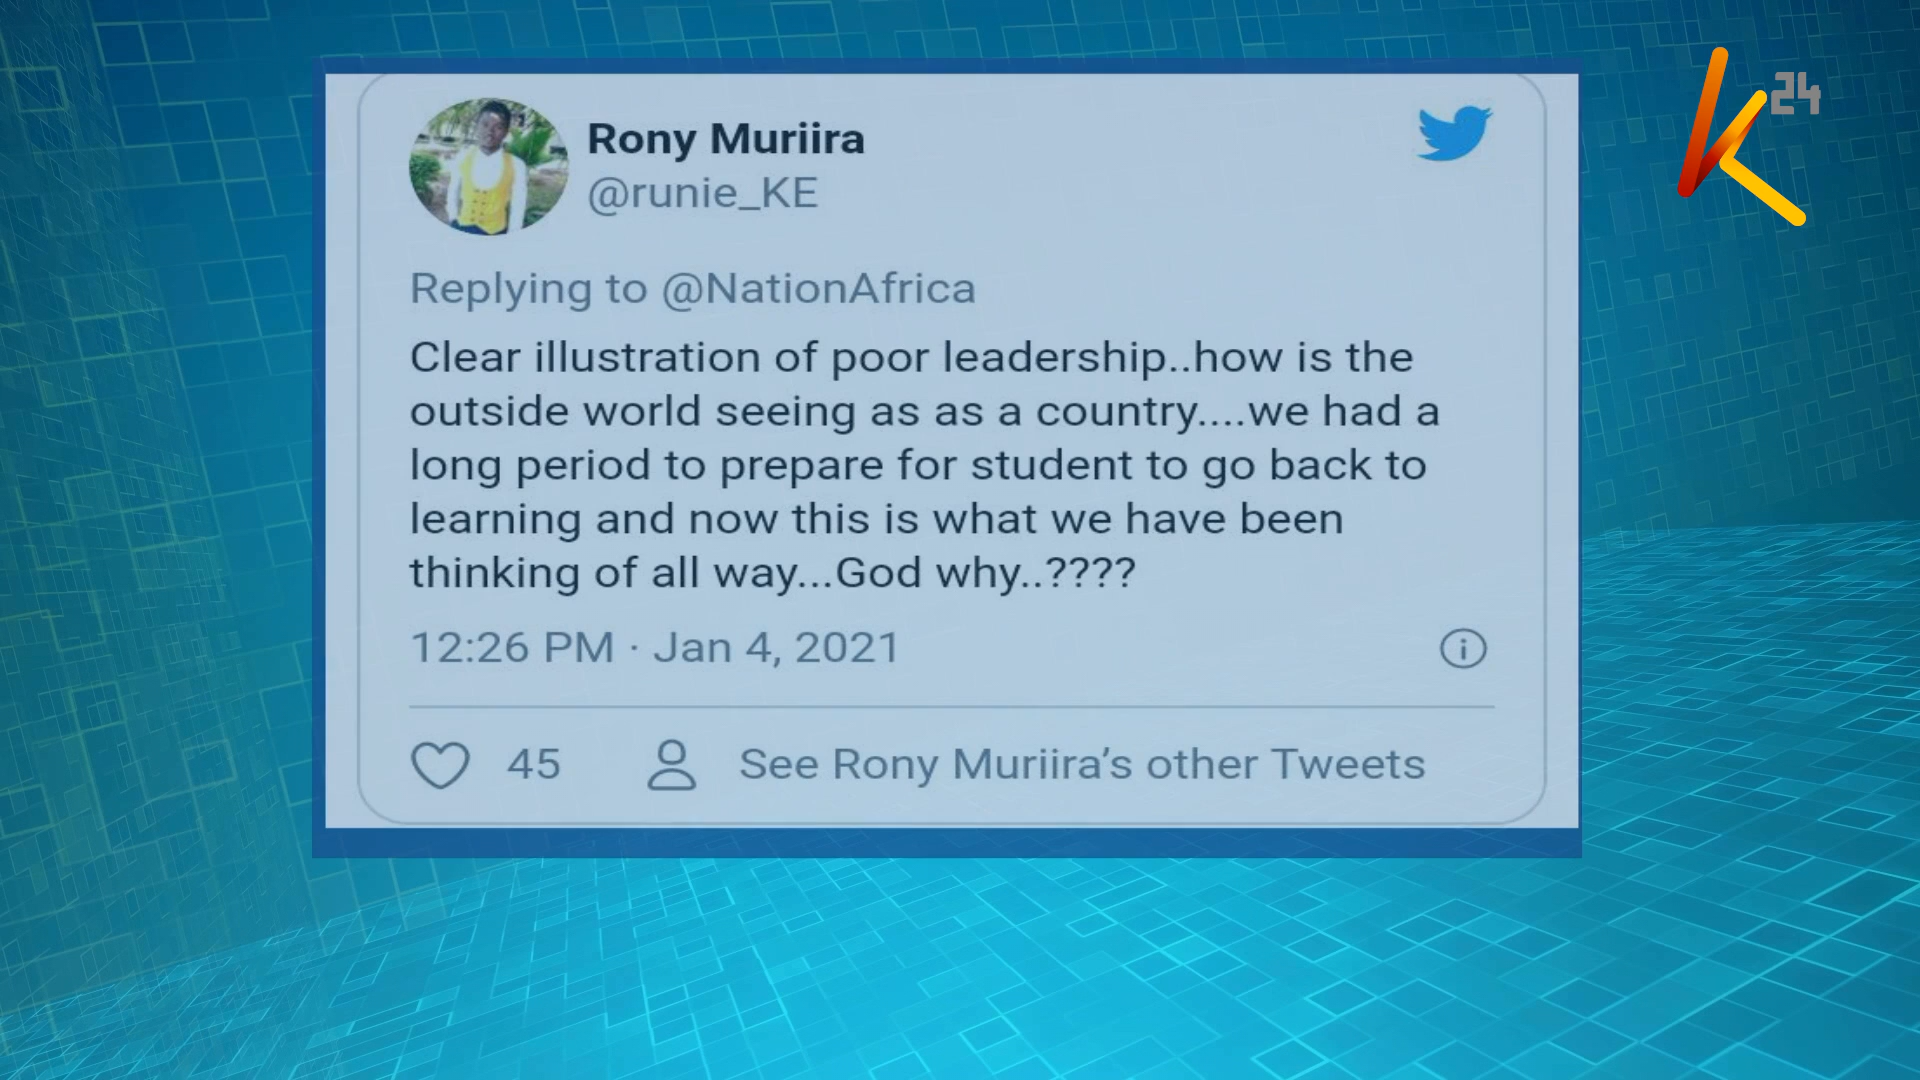 K24
Rony Muriira
@runie_KE
Replying to @NationAfrica
Clear illustration of poor leadership..how is the
outside world seeing as as a country....we had a
long period to prepare for student to go back to
learning and now this is what we have been
thinking of all way...God why..????
12:26 PM · Jan 4, 2021
45
See Rony Muriira’s other Tweets